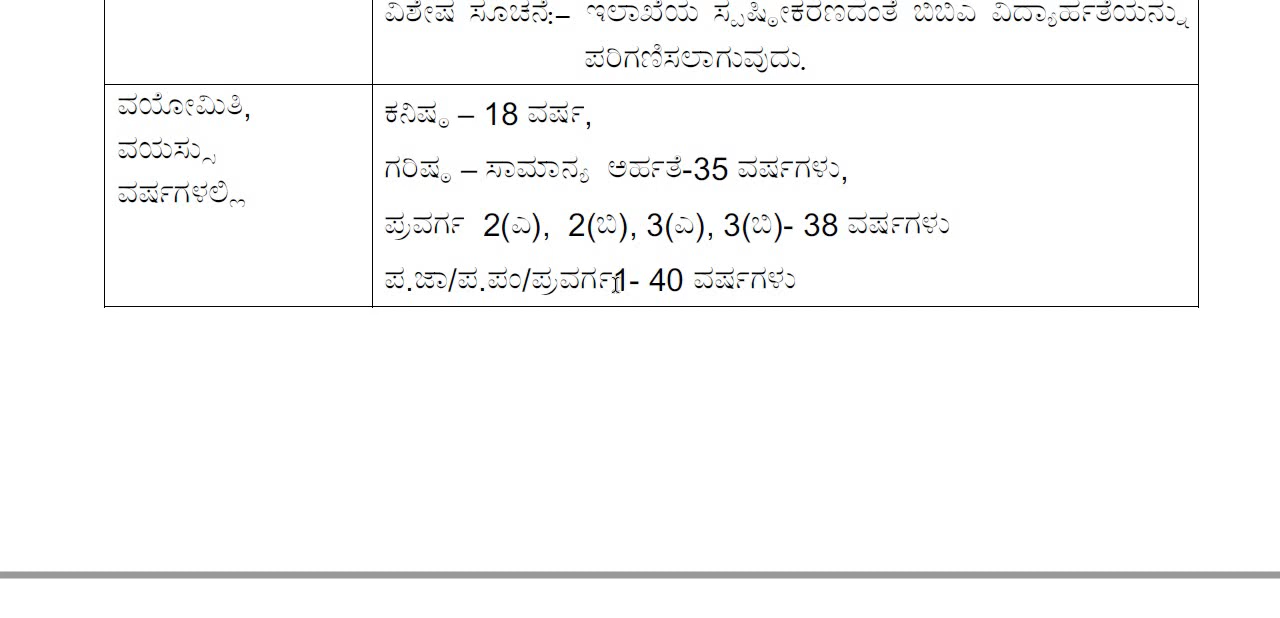 ವಿಶೇಷ ಸೂಚನೆ:– ಇಲಾಖೆಯ ಸ್ಪಷ್ಠೀಕರಣದಂತೆ ಬಿಬಿಎ ವಿದ್ಯಾರ್ಹತೆಯನ್ನು
ಪರಿಗಣಿಸಲಾಗುವುದು.
ವಯೋಮಿತಿ,
ವಯಸ್ಸು
ವರ್ಷಗಳಲ್ಲಿ
ಕನಿಷ್ಠ – 18 ವರ್ಷ,
ಗರಿಷ್ಠ – ಸಾಮಾನ್ಯ ಅರ್ಹತೆ-35 ವರ್ಷಗಳು,
ಪ್ರವರ್ಗ 2(ಎ), 2(ಬಿ), 3(ಎ), 3(ಬಿ)- 38 ವರ್ಷಗಳು
ಪ.ಜಾ/ಪ.ಪಂ/ಪ್ರವರ್ಗ1- 40 ವರ್ಷಗಳು